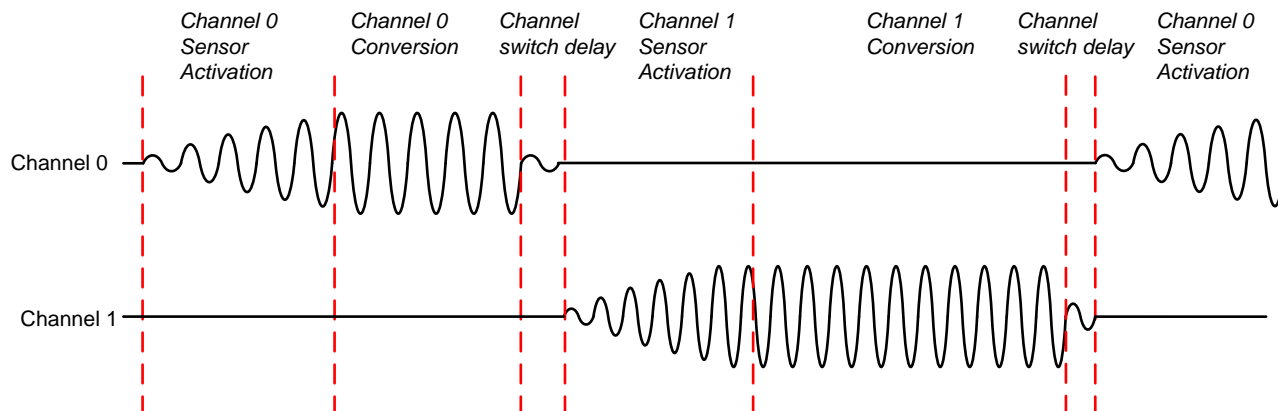 Channel 0
Sensor
Activation
Channel 0
Conversion
Channel
switch delay
Channel 1
Sensor
Activation
Channel 1
Conversion
Channel
switch delay
Channel 0
Sensor
Activation
Channel 0
Channel 1